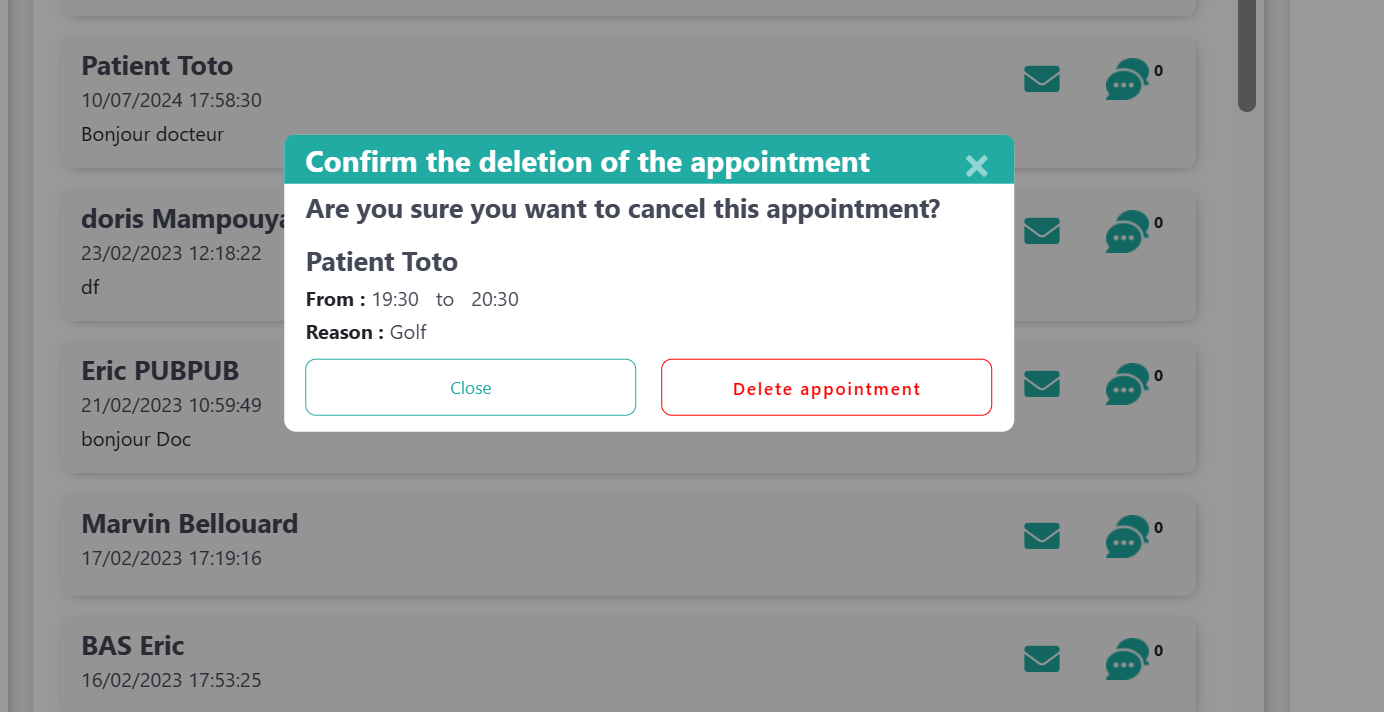 Patient Toto
10/07/2024 17:58:30
Bonjour docteur
0
Confirm the deletion of the appointment
Are you sure you want to cancel this appointment?
Patient Toto
From : 19:30 to 20:30
Reason : Golf
Close
Delete appointment
doris Mampouya
23/02/2023 12:18:22
df
0
Eric PUBPUB
21/02/2023 10:59:49
bonjour Doc
0
Marvin Bellouard
17/02/2023 17:19:16
0
BAS Eric
16/02/2023 17:53:25
0